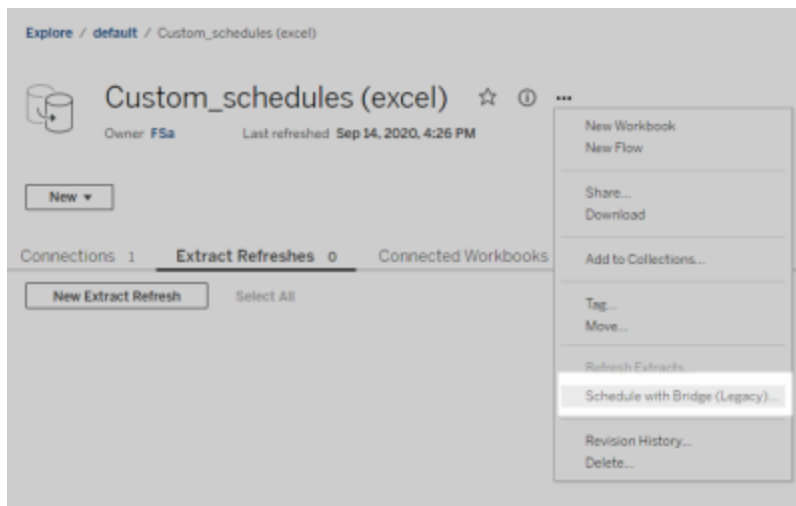 Explore / default / Custom_schedules (excel)
Custom_schedules (excel)
Owner FSa Last refreshed Sep 14, 2020, 4:26 PM
New
Connections 1 Extract Refreshes 0 Connected Workbooks
New Extract Refresh Select All
New Workbook
New Flow
Share...
Download
Add to Collections...
Tag...
Move...
Refresh Extracts...
Schedule with Bridge (Legacy)...
Revision History...
Delete...